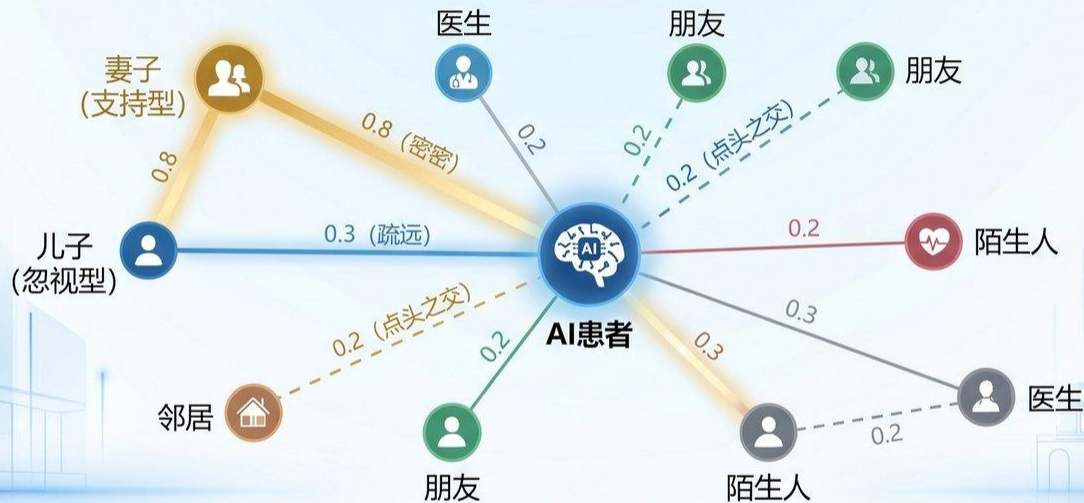 医生
朋友
朋友
妻子
(支持型)
0.8
0.8（密密）
0.2
0.2
0.2（点头之交）
儿子
(忽视型)
0.3（疏远）
AI
AI患者
0.2
陌生人
0.2（点头之交）
0.2
0.3
0.3
邻居
朋友
陌生人
0.2
医生